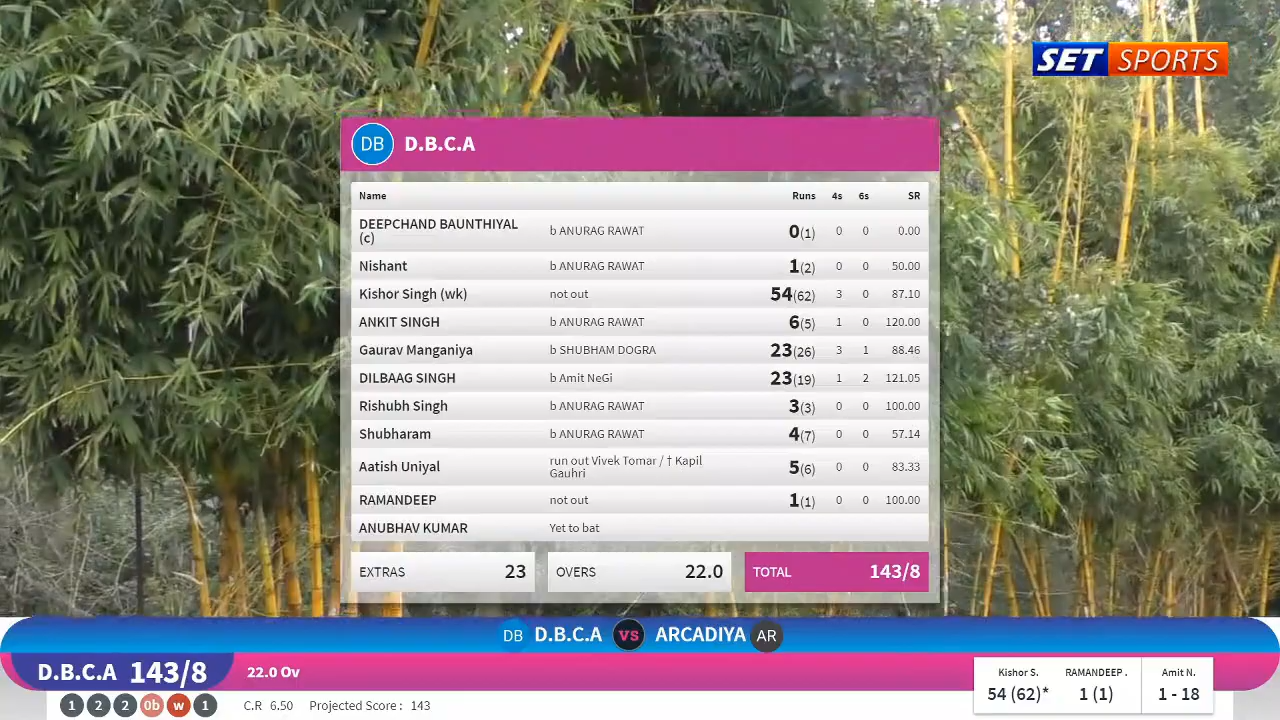 SET SPORTS
DB D.B.C.A
Name Runs 4s 6s SR
DEEPCHAND BAUNTHIYAL (c) b ANURAG RAWAT 0(1) 0 0 0.00
Nishant b ANURAG RAWAT 1(2) 0 0 50.00
Kishor Singh (wk) not out 54(62) 3 0 87.10
ANKIT SINGH b ANURAG RAWAT 6(5) 1 0 120.00
Gaurav Manganiya b SHUBHAM DOGRA 23(26) 3 1 88.46
DILBAAG SINGH b Amit NeGi 23(19) 1 2 121.05
Rishubh Singh b ANURAG RAWAT 3(3) 0 0 100.00
Shubharam b ANURAG RAWAT 4(7) 0 0 57.14
Aatish Uniyal run out Vivek Tomar / † Kapil Gauhri 5(6) 0 0 83.33
RAMANDEEP not out 1(1) 0 0 100.00
ANUBHAV KUMAR Yet to bat
EXTRAS 23 OVERS 22.0 TOTAL 143/8
DB D.B.C.A VS ARCADIYA AR
D.B.C.A 143/8 22.0 Ov
Kishor S. RAMANDEEP . Amit N.
54 (62)* 1 (1) 1 - 18
1 2 2 0b w 1 C.R 6.50 Projected Score : 143